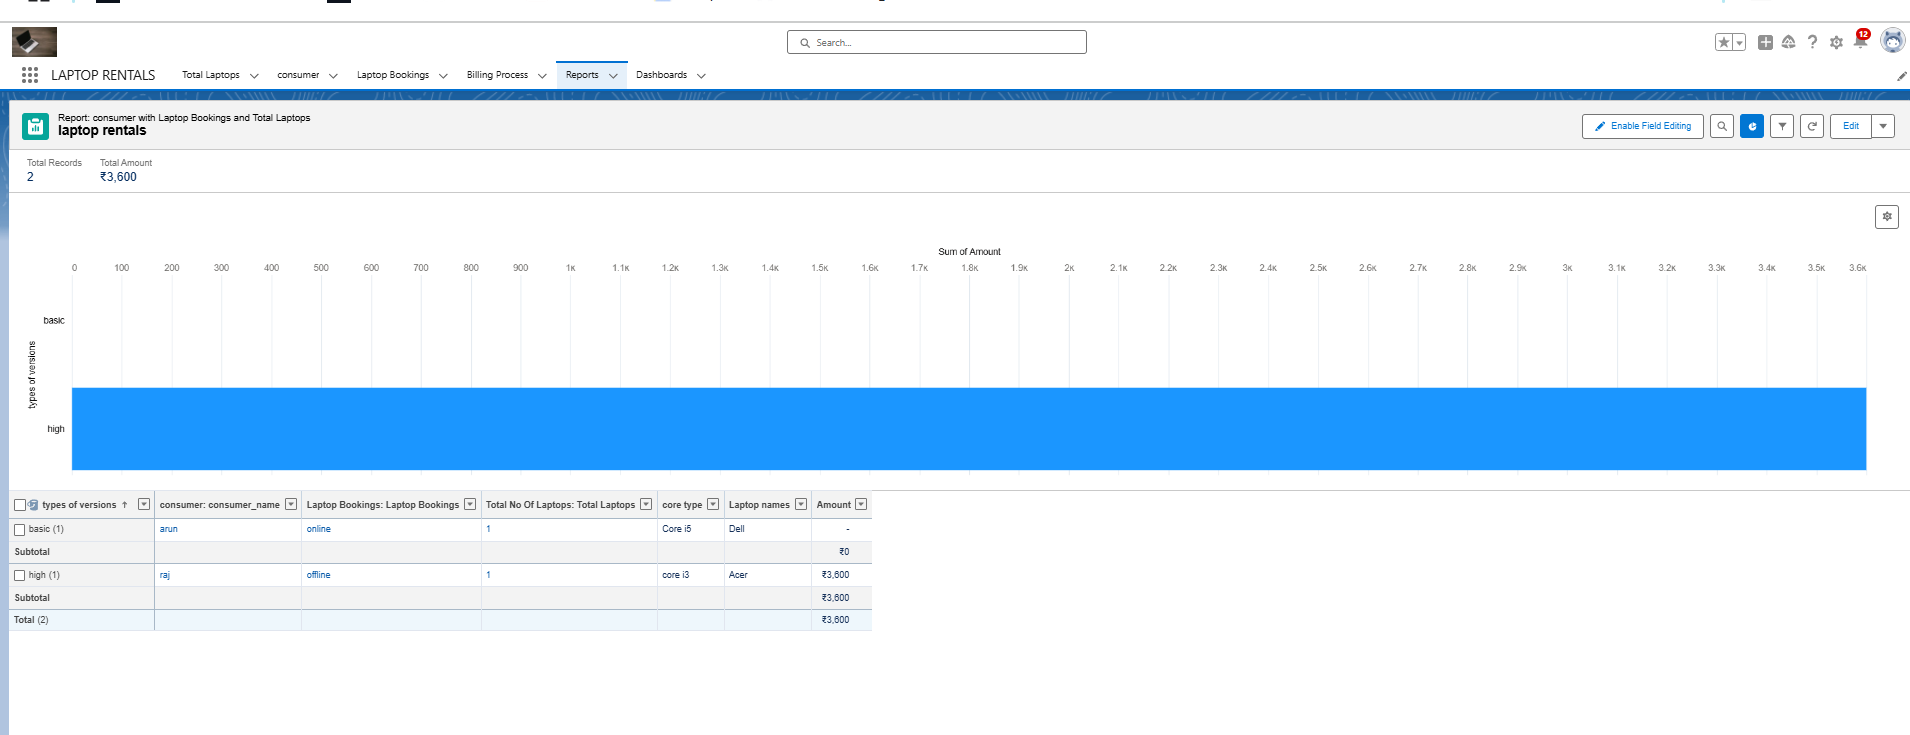 Search...
12
LAPTOP RENTALS Total Laptops consumer Laptop Bookings Billing Process Reports Dashboards
Report: consumer with Laptop Bookings and Total Laptops
laptop rentals
Enable Field Editing
Edit
Total Records Total Amount
2 ₹3,600
Sum of Amount
0 100 200 300 400 500 600 700 800 900 1K 1.1K 1.2K 1.3K 1.4K 1.5K 1.6K 1.7K 1.8K 1.9K 2K 2.1K 2.2K 2.3K 2.4K 2.5K 2.6K 2.7K 2.8K 2.9K 3K 3.1K 3.2K 3.3K 3.4K 3.5K 3.6K
types of versions
basic
high
types of versions ↑ consumer: consumer_name Laptop Bookings: Laptop Bookings Total No Of Laptops: Total Laptops core type Laptop names Amount
basic (1) arun online 1 Core i5 Dell -
Subtotal ₹0
high (1) raj offline 1 core i3 Acer ₹3,600
Subtotal ₹3,600
Total (2) ₹3,600